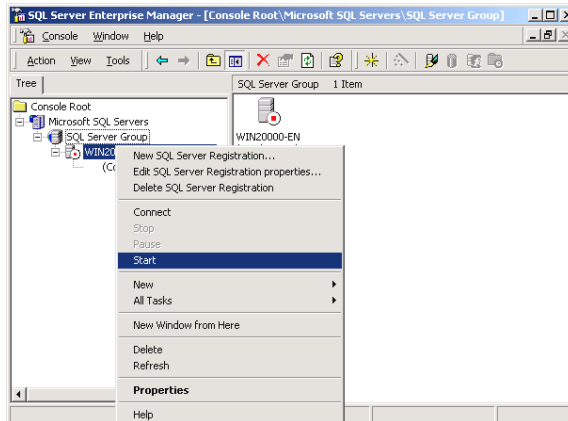 SQL Server Enterprise Manager - [Console Root\Microsoft SQL Servers\SQL Server Group]
Console Window Help
Action View Tools
Tree
SQL Server Group 1 Item
Console Root
Microsoft SQL Servers
SQL Server Group
WIN20
(Co
WIN20000-EN
New SQL Server Registration...
Edit SQL Server Registration properties...
Delete SQL Server Registration
Connect
Stop
Pause
Start
New
All Tasks
New Window from Here
Delete
Refresh
Properties
Help